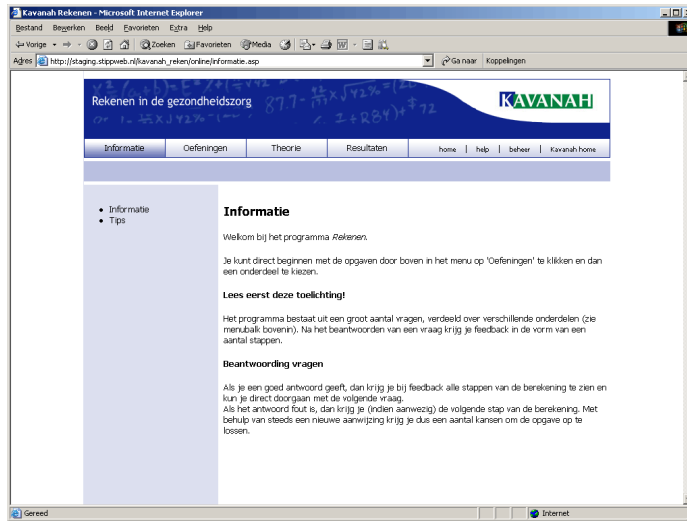 Kavanah Rekenen - Microsoft Internet Explorer
Bestand Bewerken Beeld Favorieten Extra Help
Vorige Zoeken Favorieten Media
Adres http://staging.stippweb.nl/kavanah_reken/online/informatie.asp Ga naar Koppelingen
Rekenen in de gezondheidszorg
KAVANAH
Informatie Oefeningen Theorie Resultaten home | help | beheer | Kavanah home
• Informatie
• Tips
Informatie
Welkom bij het programma Rekenen.
Je kunt direct beginnen met de opgaven door boven in het menu op 'Oefeningen' te klikken en dan
een onderdeel te kiezen.
Lees eerst deze toelichting!
Het programma bestaat uit een groot aantal vragen, verdeeld over verschillende onderdelen (zie
menubalk bovenin). Na het beantwoorden van een vraag krijg je feedback in de vorm van een
aantal stappen.
Beantwoording vragen
Als je een goed antwoord geeft, dan krijg je bij feedback alle stappen van de berekening te zien en
kun je direct doorgaan met de volgende vraag.
Als het antwoord fout is, dan krijg je (indien aanwezig) de volgende stap van de berekening. Met
behulp van steeds een nieuwe aanwijzing krijg je dus een aantal kansen om de opgave op te
lossen.
Gereed Internet